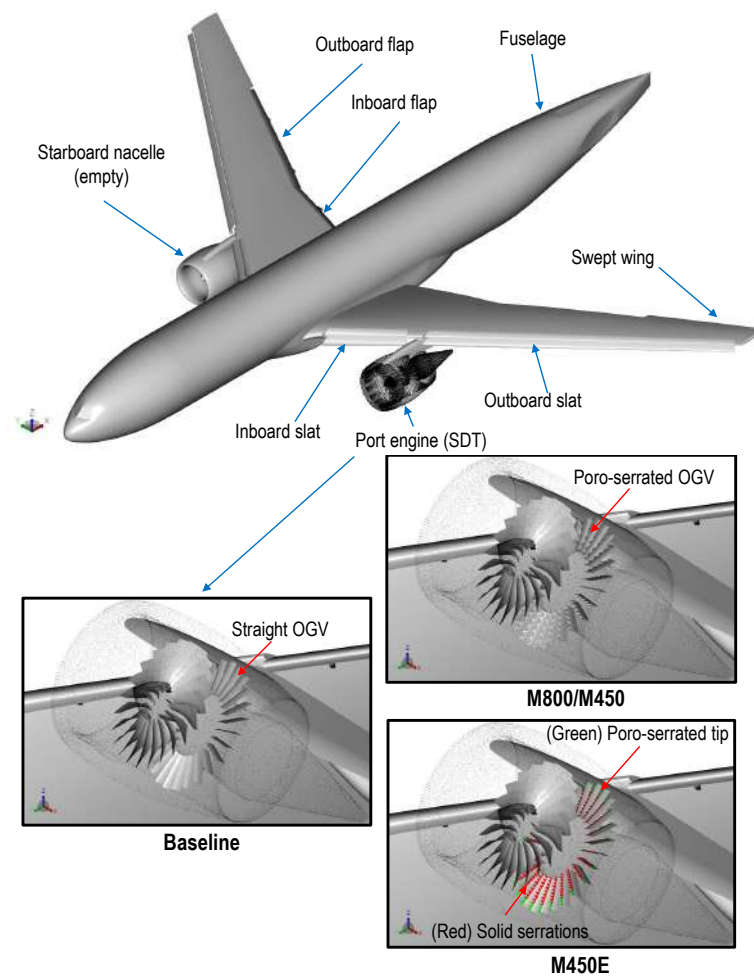 Outboard flap
Fuselage
Inboard flap
Starboard nacelle
(empty)
Swept wing
Outboard slat
Inboard slat
Port engine (SDT)
Poro-serrated OGV
M800/M450
Straight OGV
Baseline
(Green) Poro-serrated tip
(Red) Solid serrations
M450E